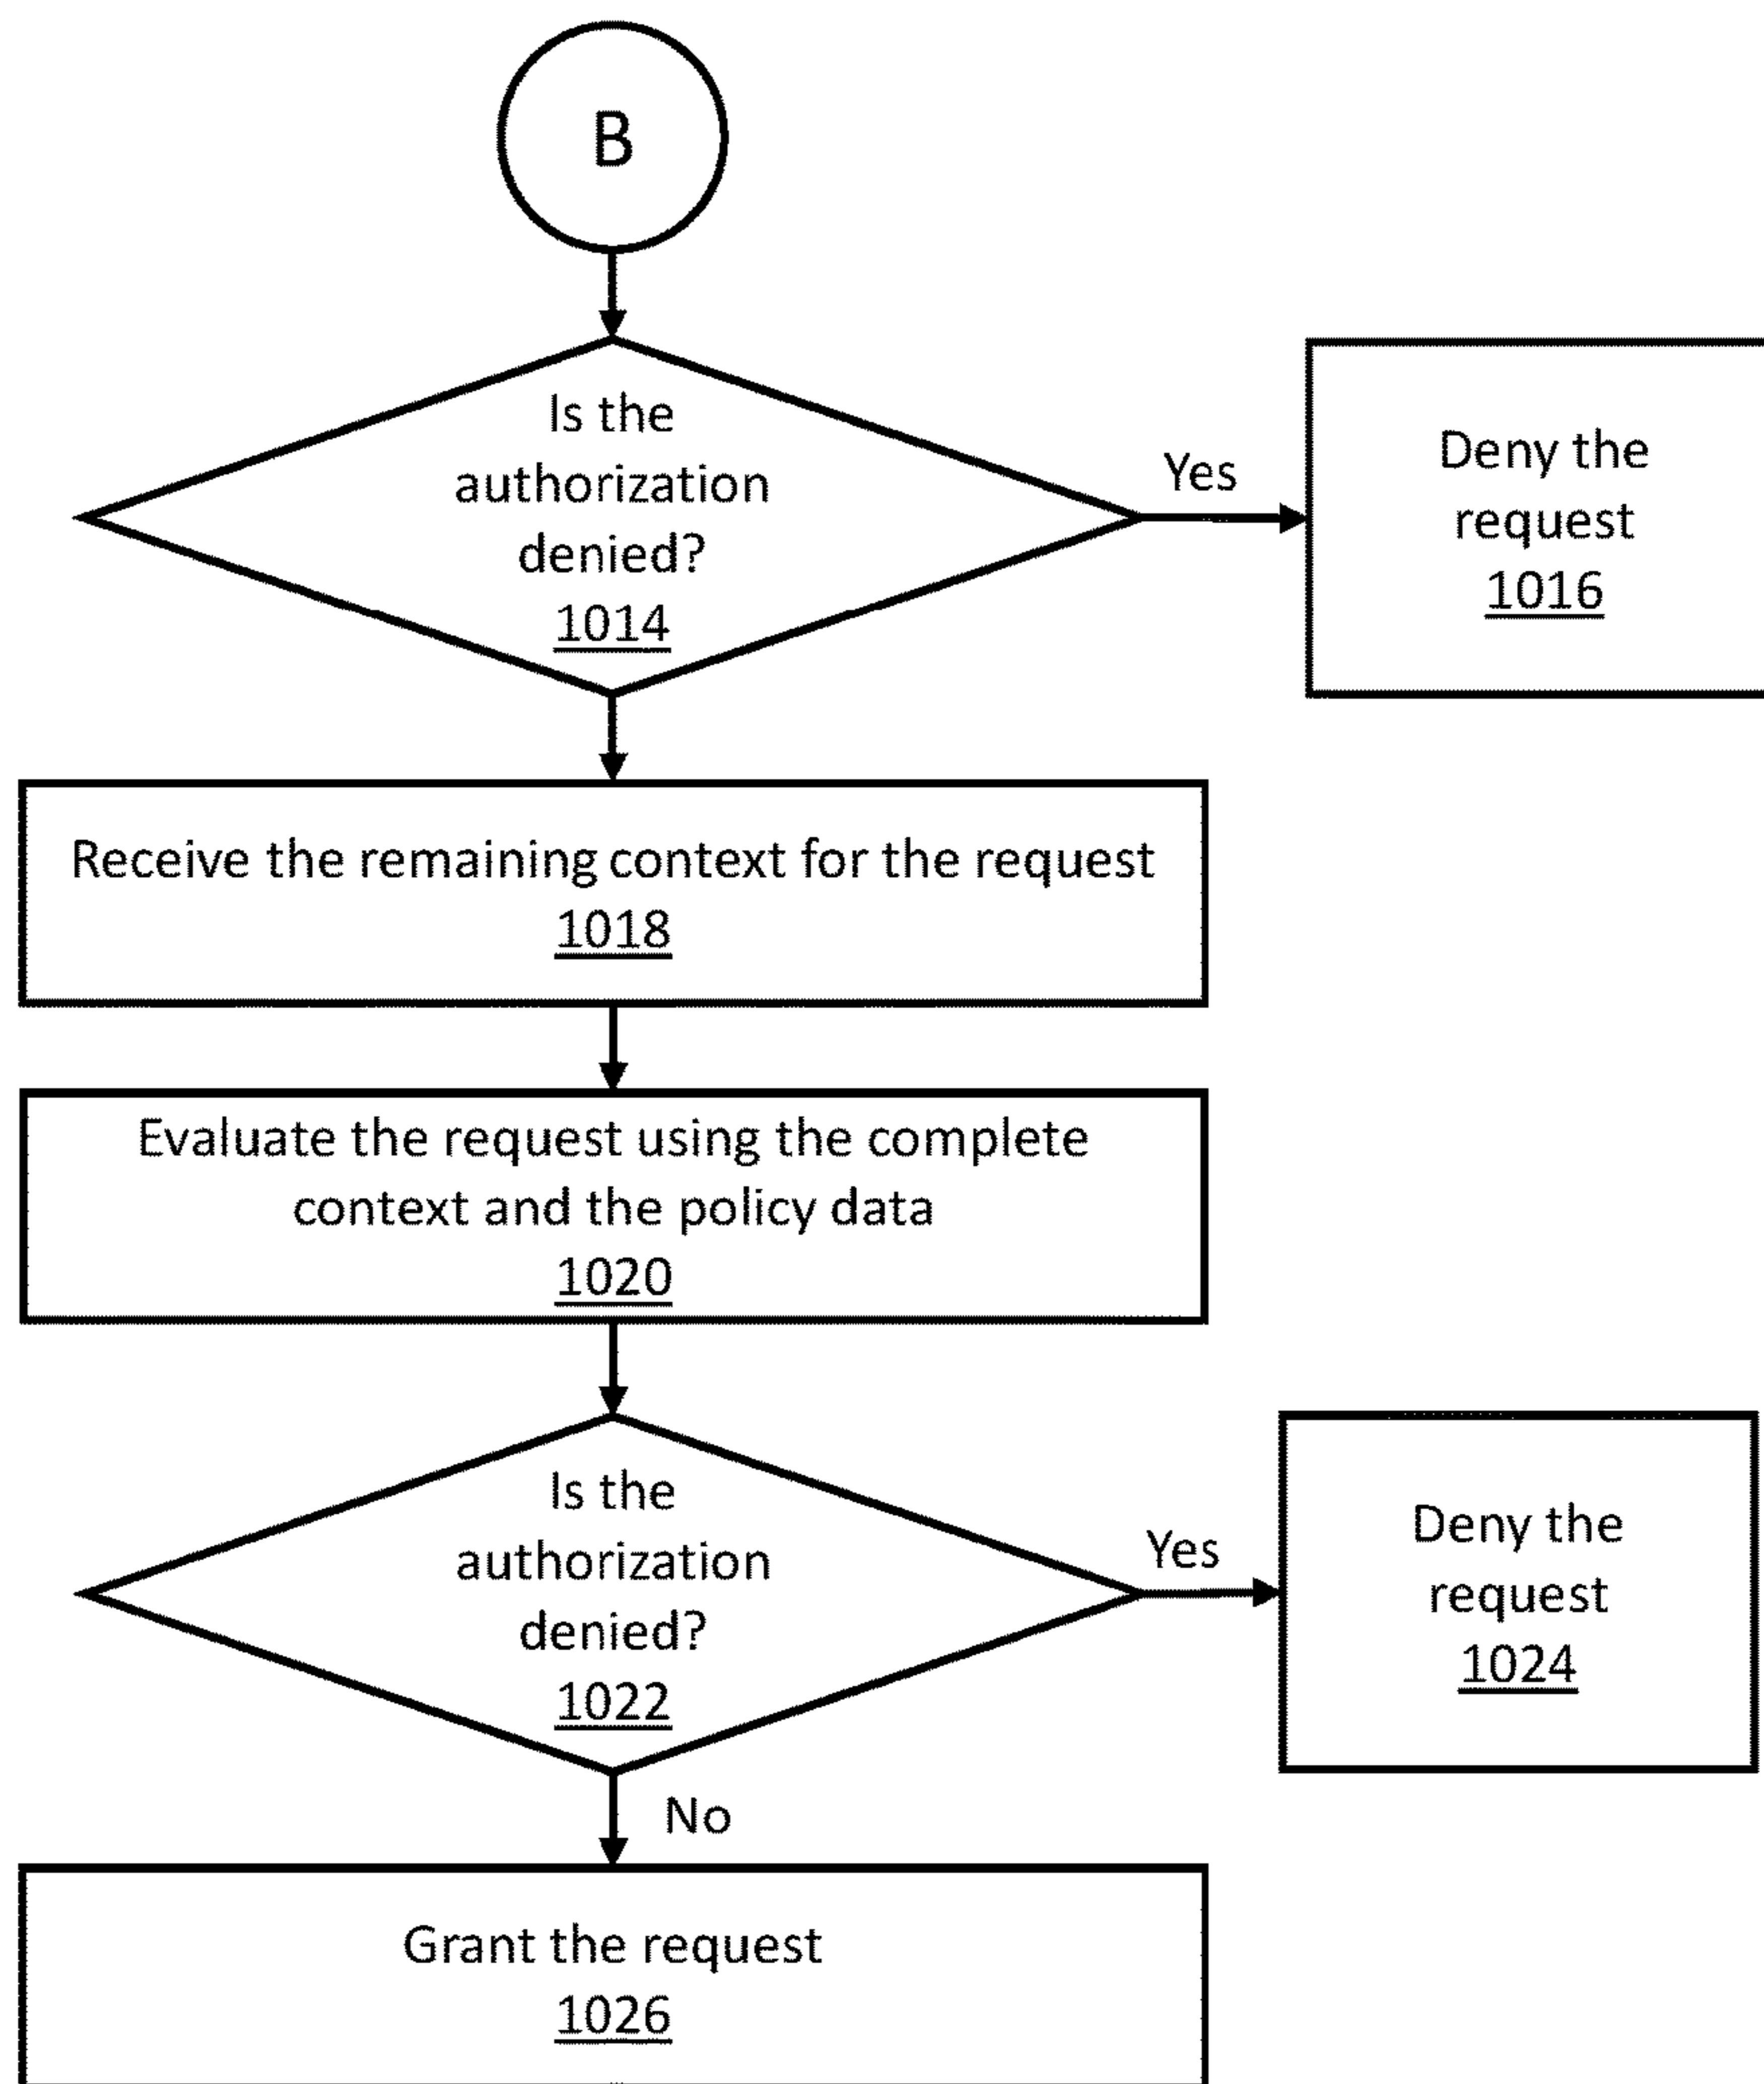 B
Is the
authorization
denied?
1014
Yes
Deny the
request
1016
Receive the remaining context for the request
1018
Evaluate the request using the complete
context and the policy data
1020
Is the
authorization
denied?
1022
Yes
Deny the
request
1024
No
Grant the request
1026